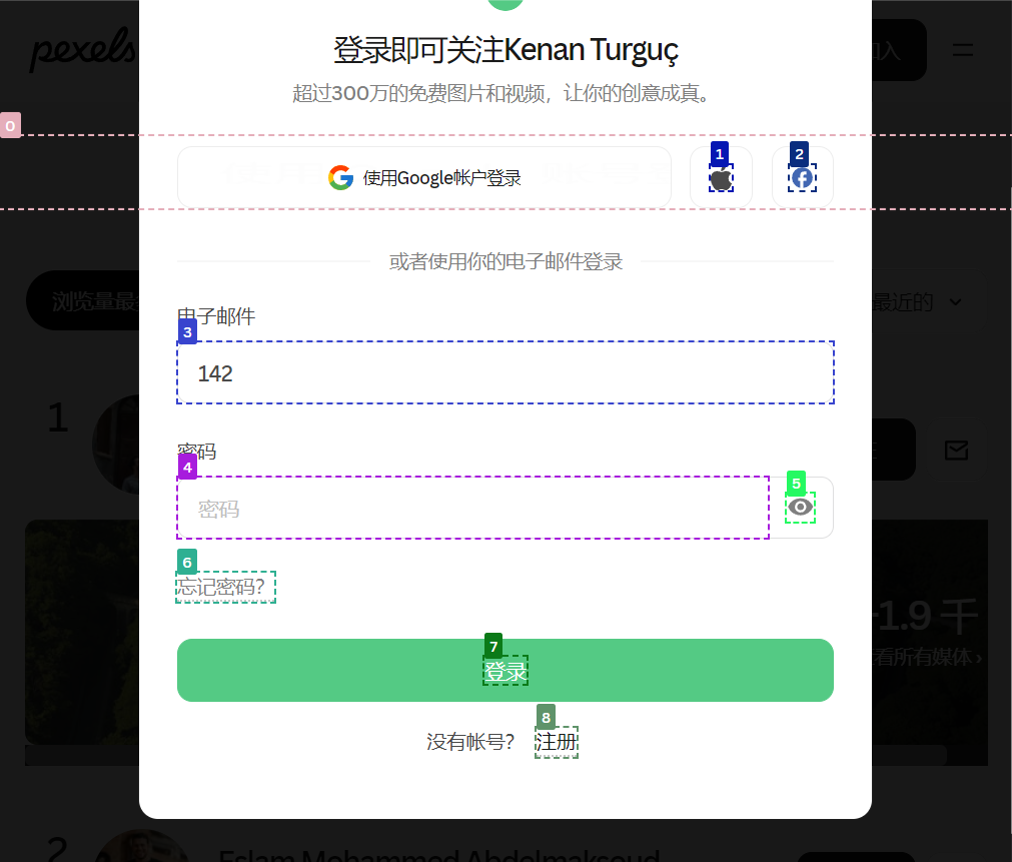 pexels
登录即可关注Kenan Turguç
超过300万的免费图片和视频，让你的创意成真。
0
1
2
使用Google帐户登录
或者使用你的电子邮件登录
浏览量最
最近的
电子邮件
3
142
1
密码
4
密码
5
6
忘记密码？
-1.9 千
看所有媒体 ›
7
登录
8
没有帐号？ 注册
2
Eslam Mohammed Abdelmaksoud